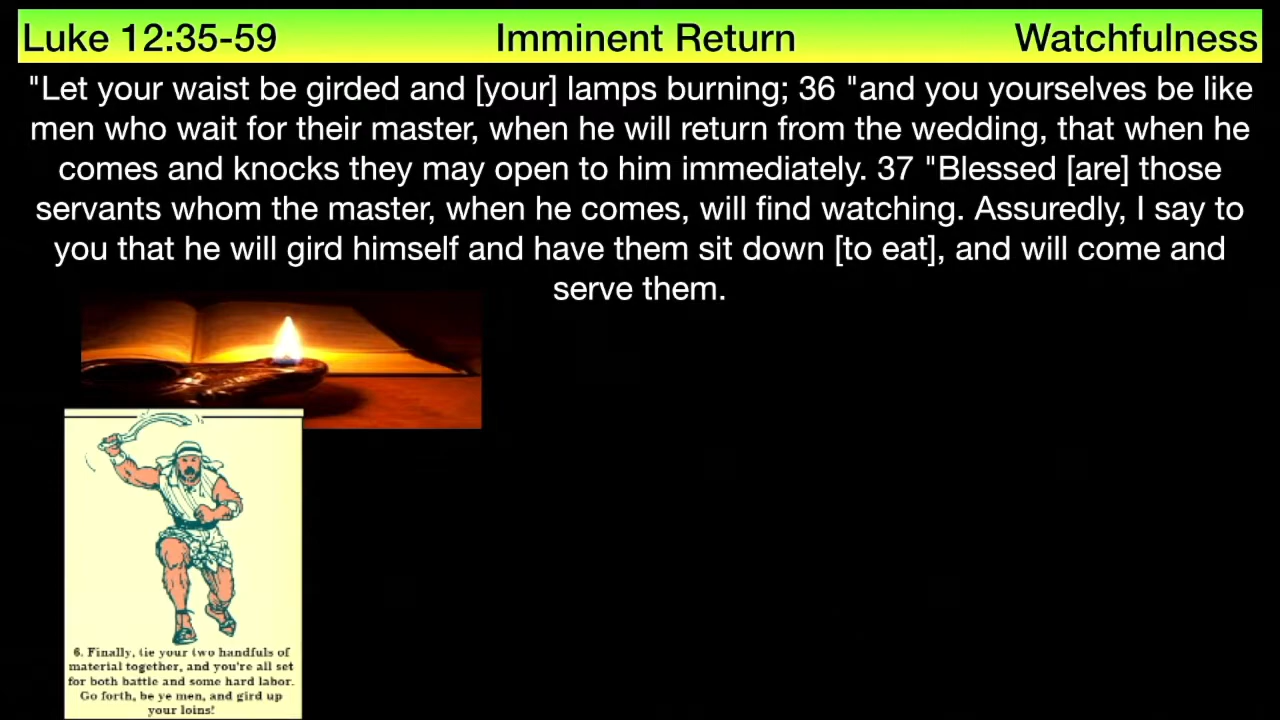 Luke 12:35-59 Imminent Return Watchfulness
"Let your waist be girded and [your] lamps burning; 36 "and you yourselves be like
men who wait for their master, when he will return from the wedding, that when he
comes and knocks they may open to him immediately. 37 "Blessed [are] those
servants whom the master, when he comes, will find watching. Assuredly, I say to
you that he will gird himself and have them sit down [to eat], and will come and
serve them.
6. Finally, tie your two handfuls of
material together, and you're all set
for both battle and some hard labor.
Go forth, be ye men, and gird up
your loins!